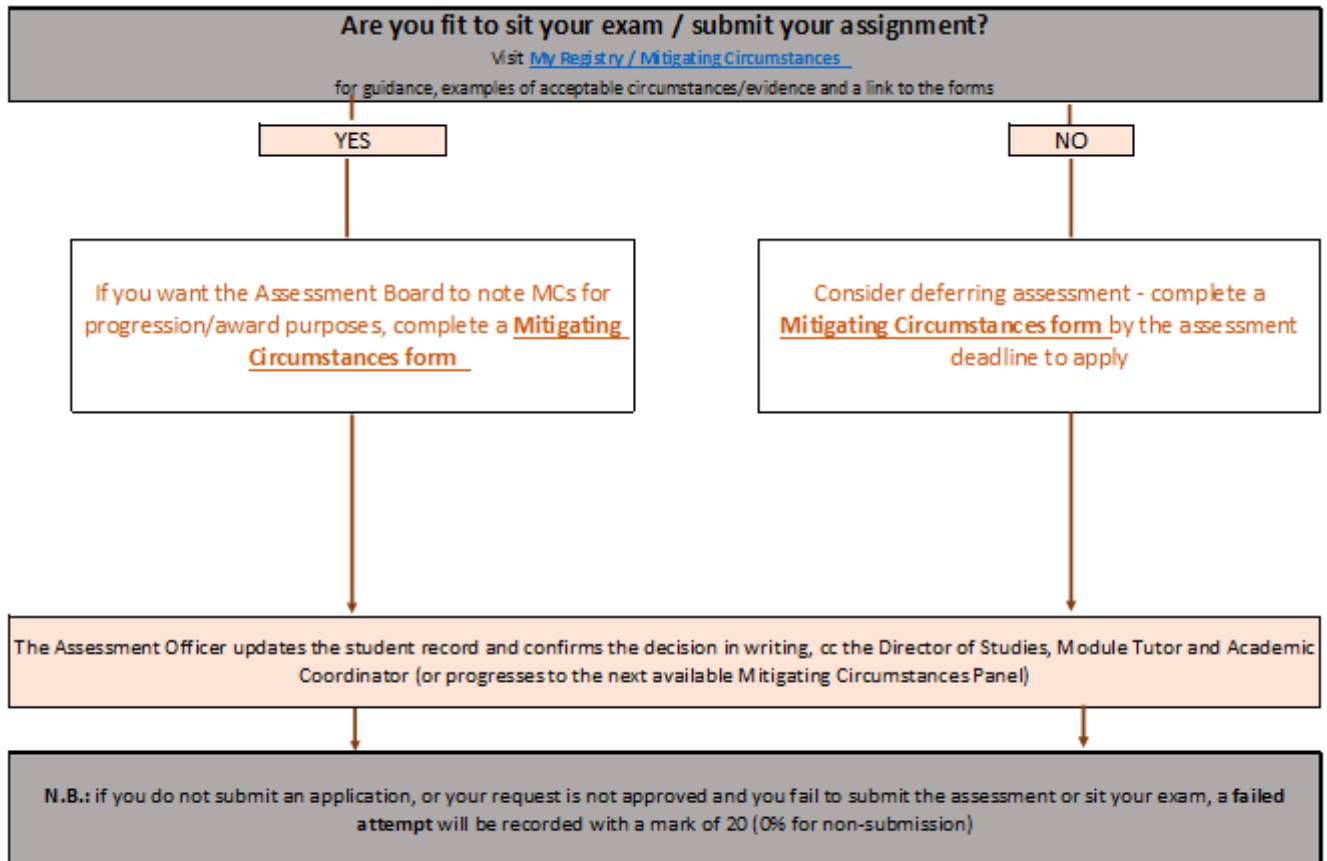 Are you fit to sit your exam / submit your assignment?
Visit My Registry / Mitigating Circumstances
for guidance, examples of acceptable circumstances/evidence and a link to the forms
YES
NO
If you want the Assessment Board to note MCs for
progression/award purposes, complete a Mitigating
Circumstances form
Consider deferring assessment - complete a
Mitigating Circumstances form by the assessment
deadline to apply
The Assessment Officer updates the student record and confirms the decision in writing, cc the Director of Studies, Module Tutor and Academic
Coordinator (or progresses to the next available Mitigating Circumstances Panel)
N.B.: if you do not submit an application, or your request is not approved and you fail to submit the assessment or sit your exam, a failed
attempt will be recorded with a mark of 20 (0% for non-submission)